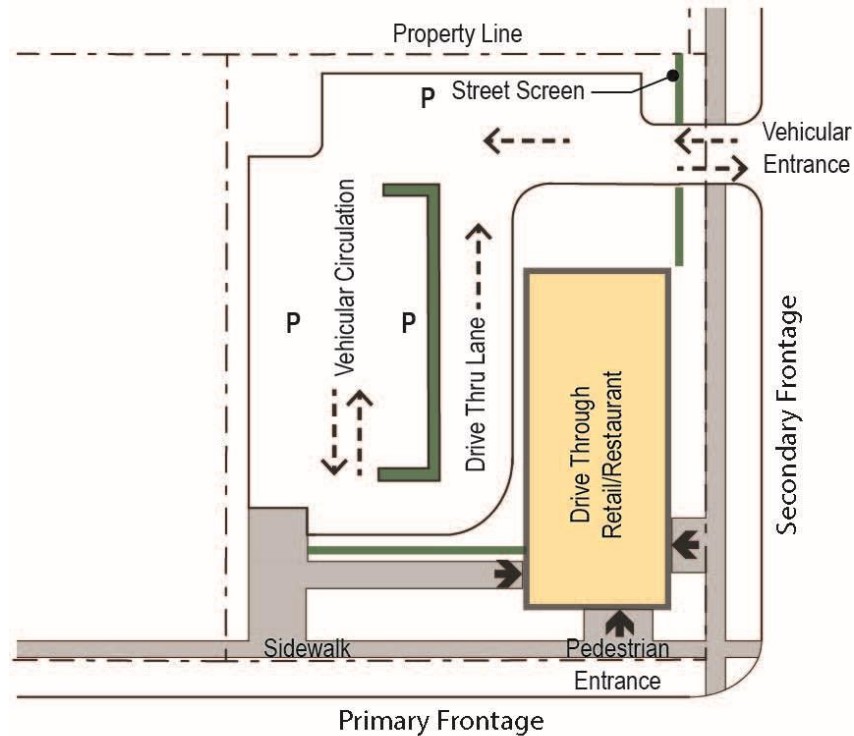 Property Line
P
Street Screen
Vehicular
Entrance
Vehicular Circulation
P
P
Drive Thru Lane
Drive Through
Retail/Restaurant
Secondary Frontage
Sidewalk
Pedestrian
Entrance
Primary Frontage